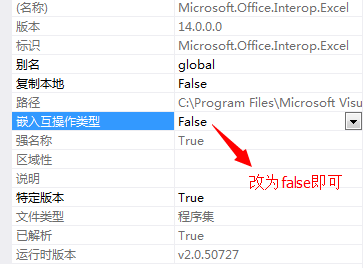 (名称) Microsoft.Office.Interop.Excel
版本 14.0.0.0
标识 Microsoft.Office.Interop.Excel
别名 global
复制本地 False
路径 C:\Program Files\Microsoft Visu
嵌入互操作类型 False
强名称 True
区域性
说明
改为false即可
特定版本 True
文件类型 程序集
已解析 True
运行时版本 v2.0.50727